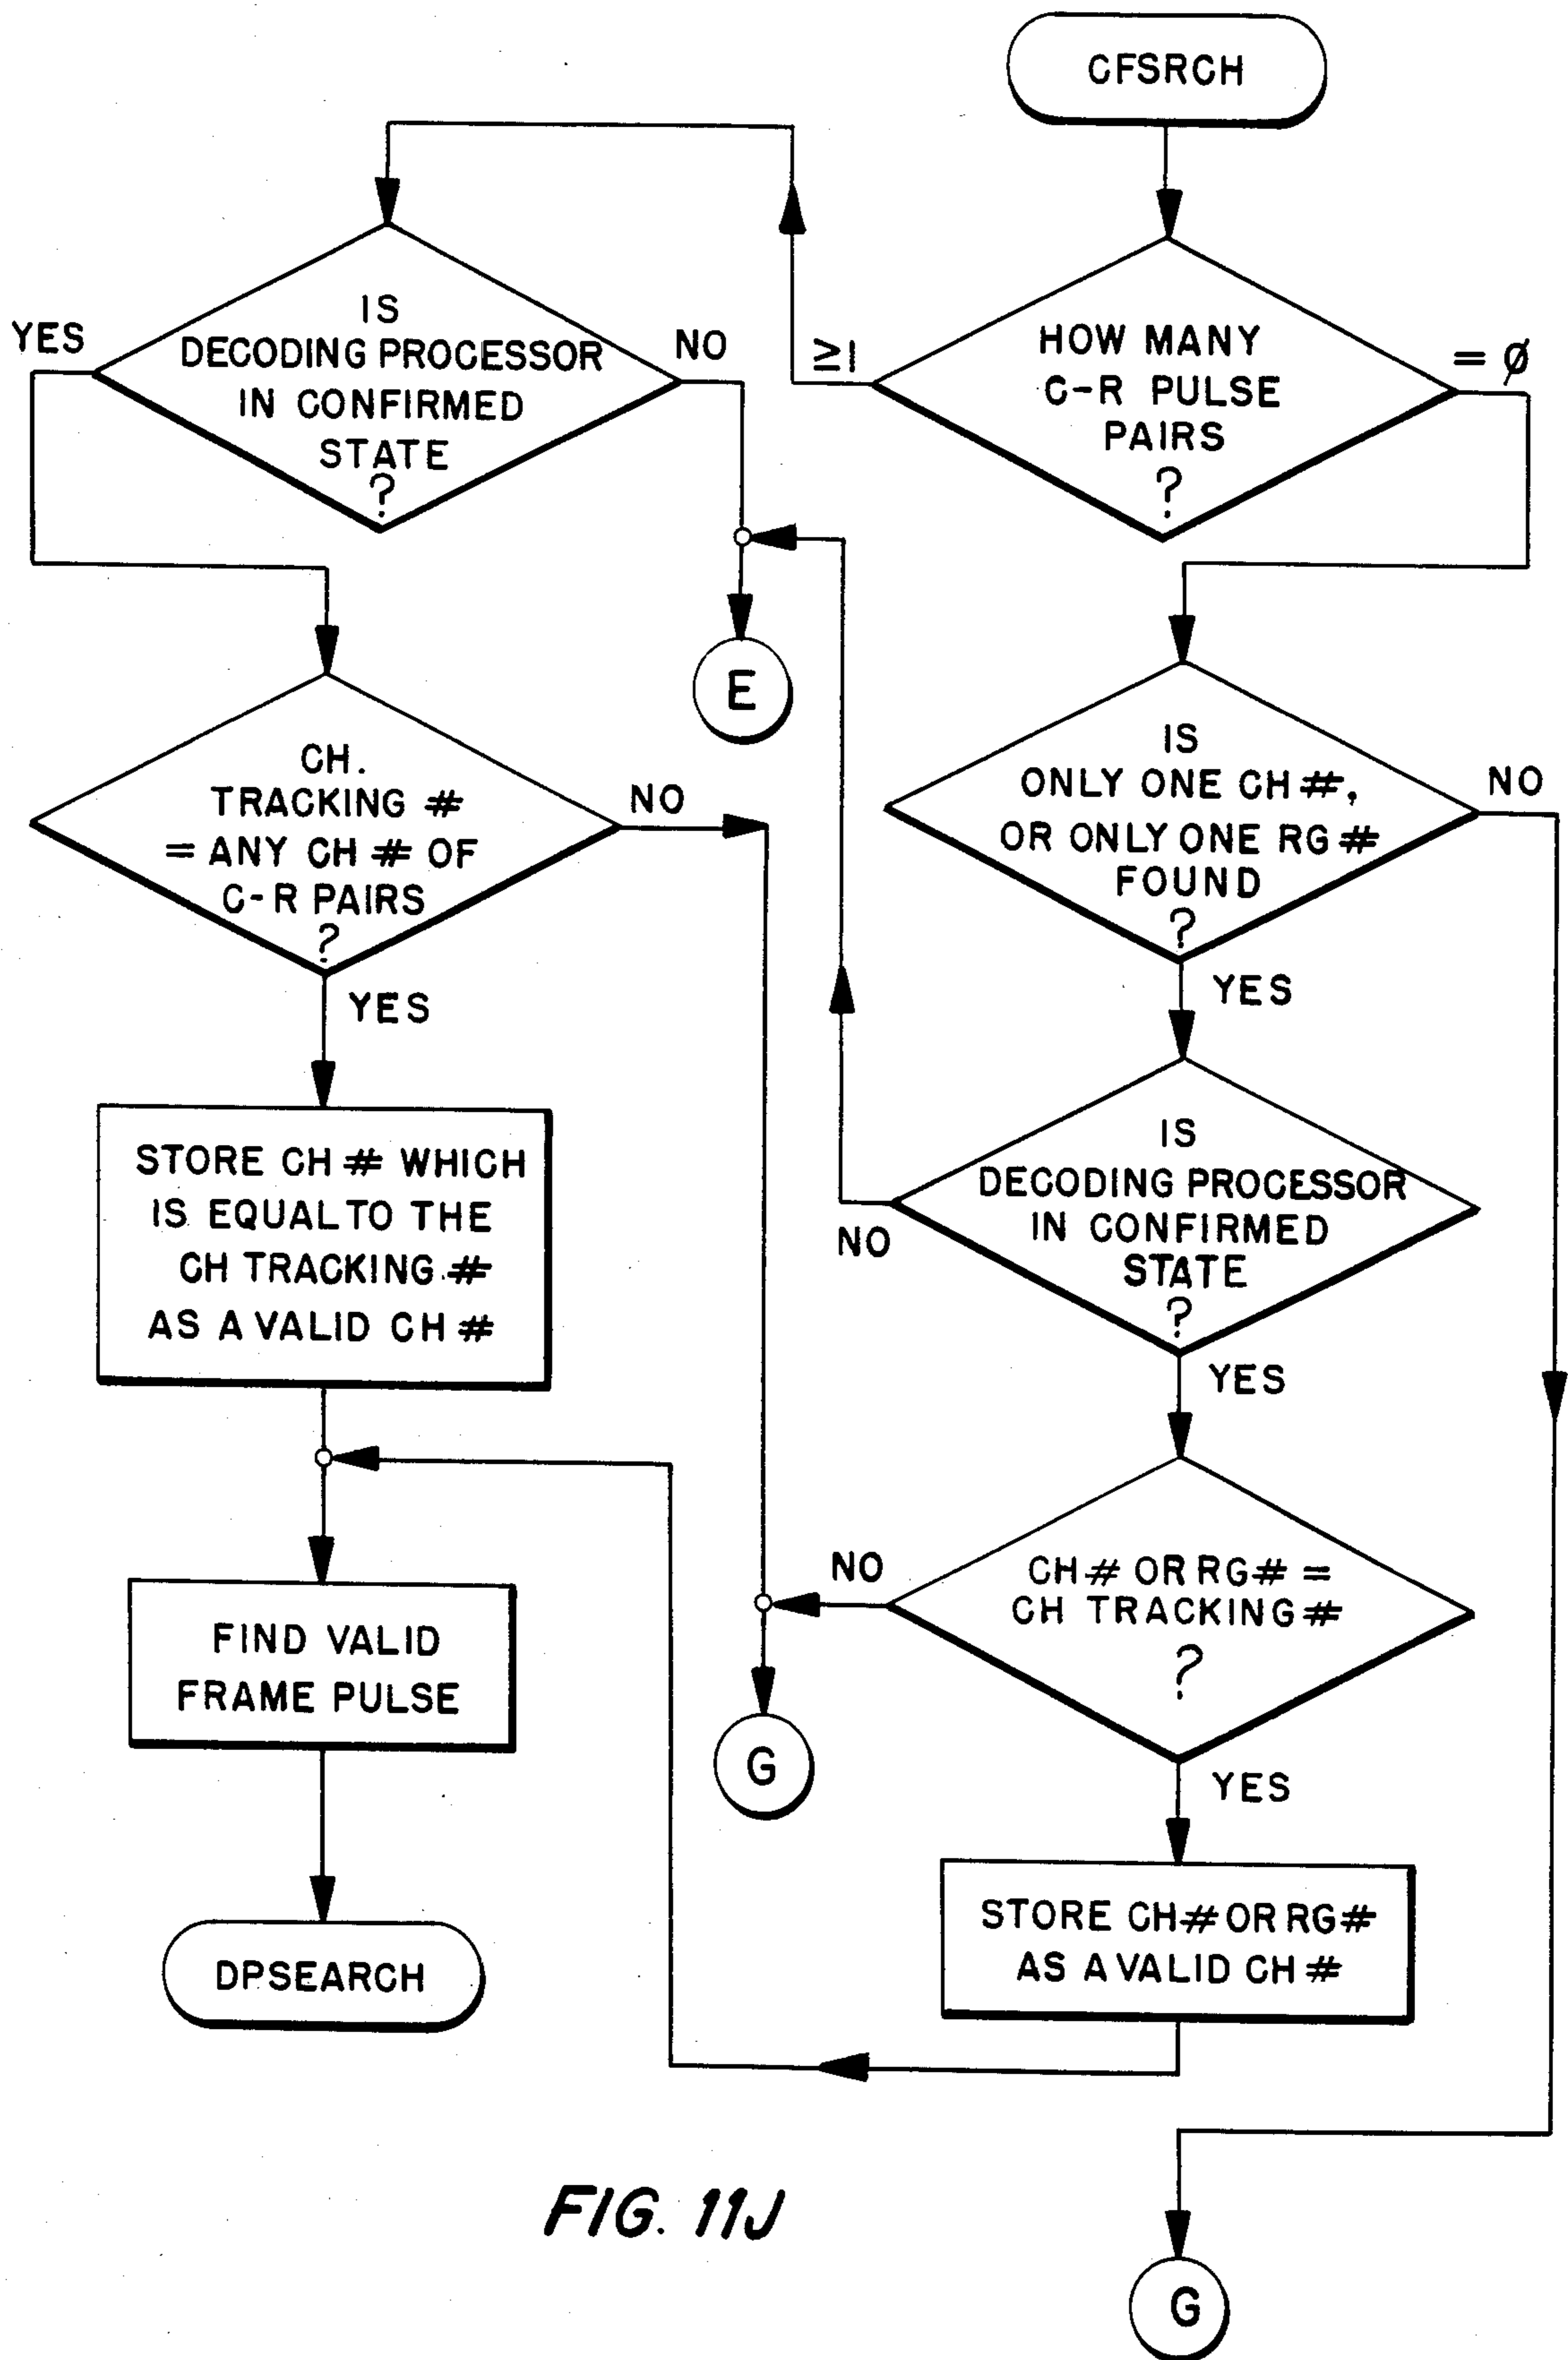 CFSRCH
HOW MANY
C-R PULSE
PAIRS
?
≥1
= Ø
IS
DECODING PROCESSOR
IN CONFIRMED
STATE
?
YES
NO
E
CH.
TRACKING #
= ANY CH # OF
C-R PAIRS
?
NO
YES
STORE CH # WHICH
IS EQUAL TO THE
CH TRACKING #
AS A VALID CH #
FIND VALID
FRAME PULSE
DPSEARCH
IS
ONLY ONE CH #,
OR ONLY ONE RG #
FOUND
?
NO
YES
IS
DECODING PROCESSOR
IN CONFIRMED
STATE
?
NO
YES
CH # OR RG # =
CH TRACKING #
?
NO
G
YES
STORE CH # OR RG #
AS A VALID CH #
G
FIG. 11J